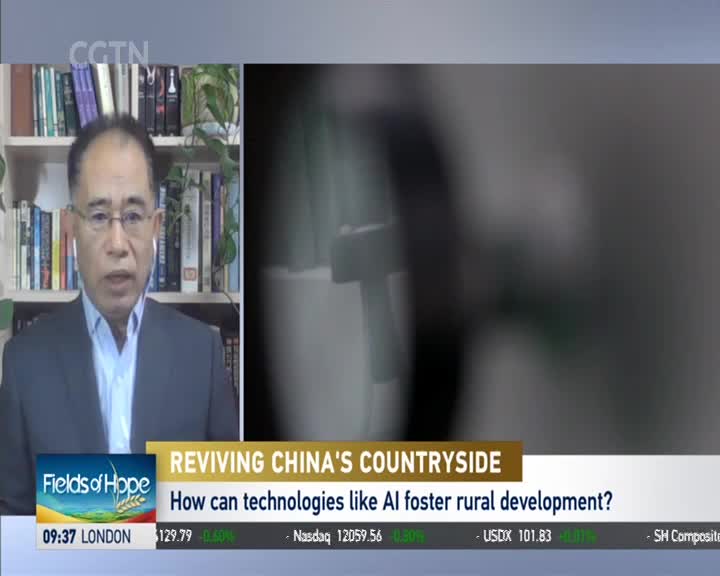 CGTN
REVIVING CHINA'S COUNTRYSIDE
Fields of Hope
How can technologies like AI foster rural development?
09:37 LONDON
$129.79 -0.60% - Nasdaq 12059.56 -0.80% - USDX 101.83 +0.01% - SH Composit